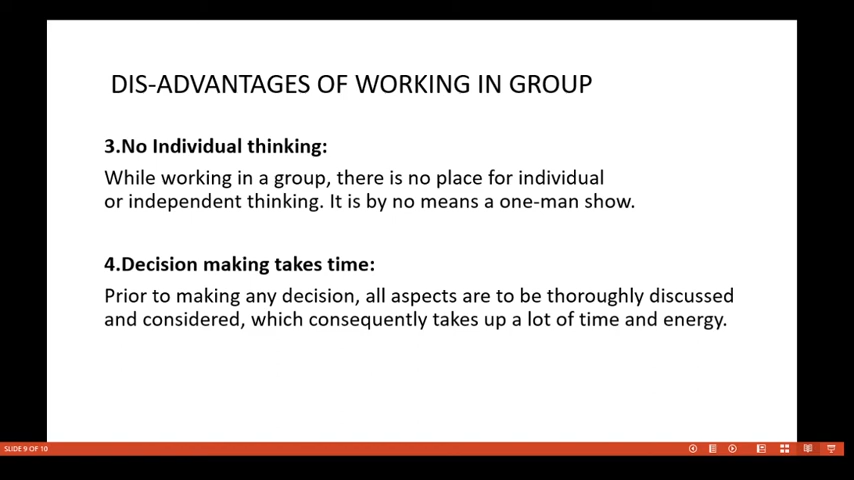 DIS-ADVANTAGES OF WORKING IN GROUP
3.No Individual thinking:
While working in a group, there is no place for individual
or independent thinking. It is by no means a one-man show.
4.Decision making takes time:
Prior to making any decision, all aspects are to be thoroughly discussed
and considered, which consequently takes up a lot of time and energy.
SLIDE 9 OF 10